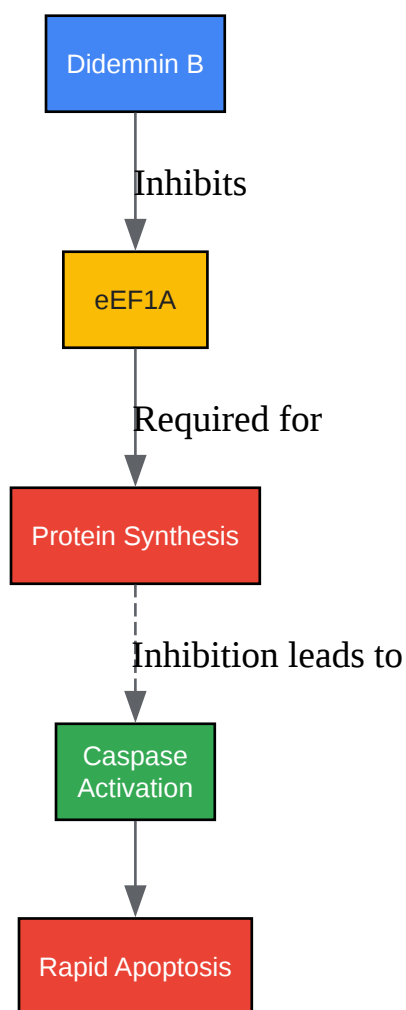 Didemnin B
Inhibits
eEF1A
Required for
Protein Synthesis
Inhibition leads to
Caspase
Activation
Rapid Apoptosis